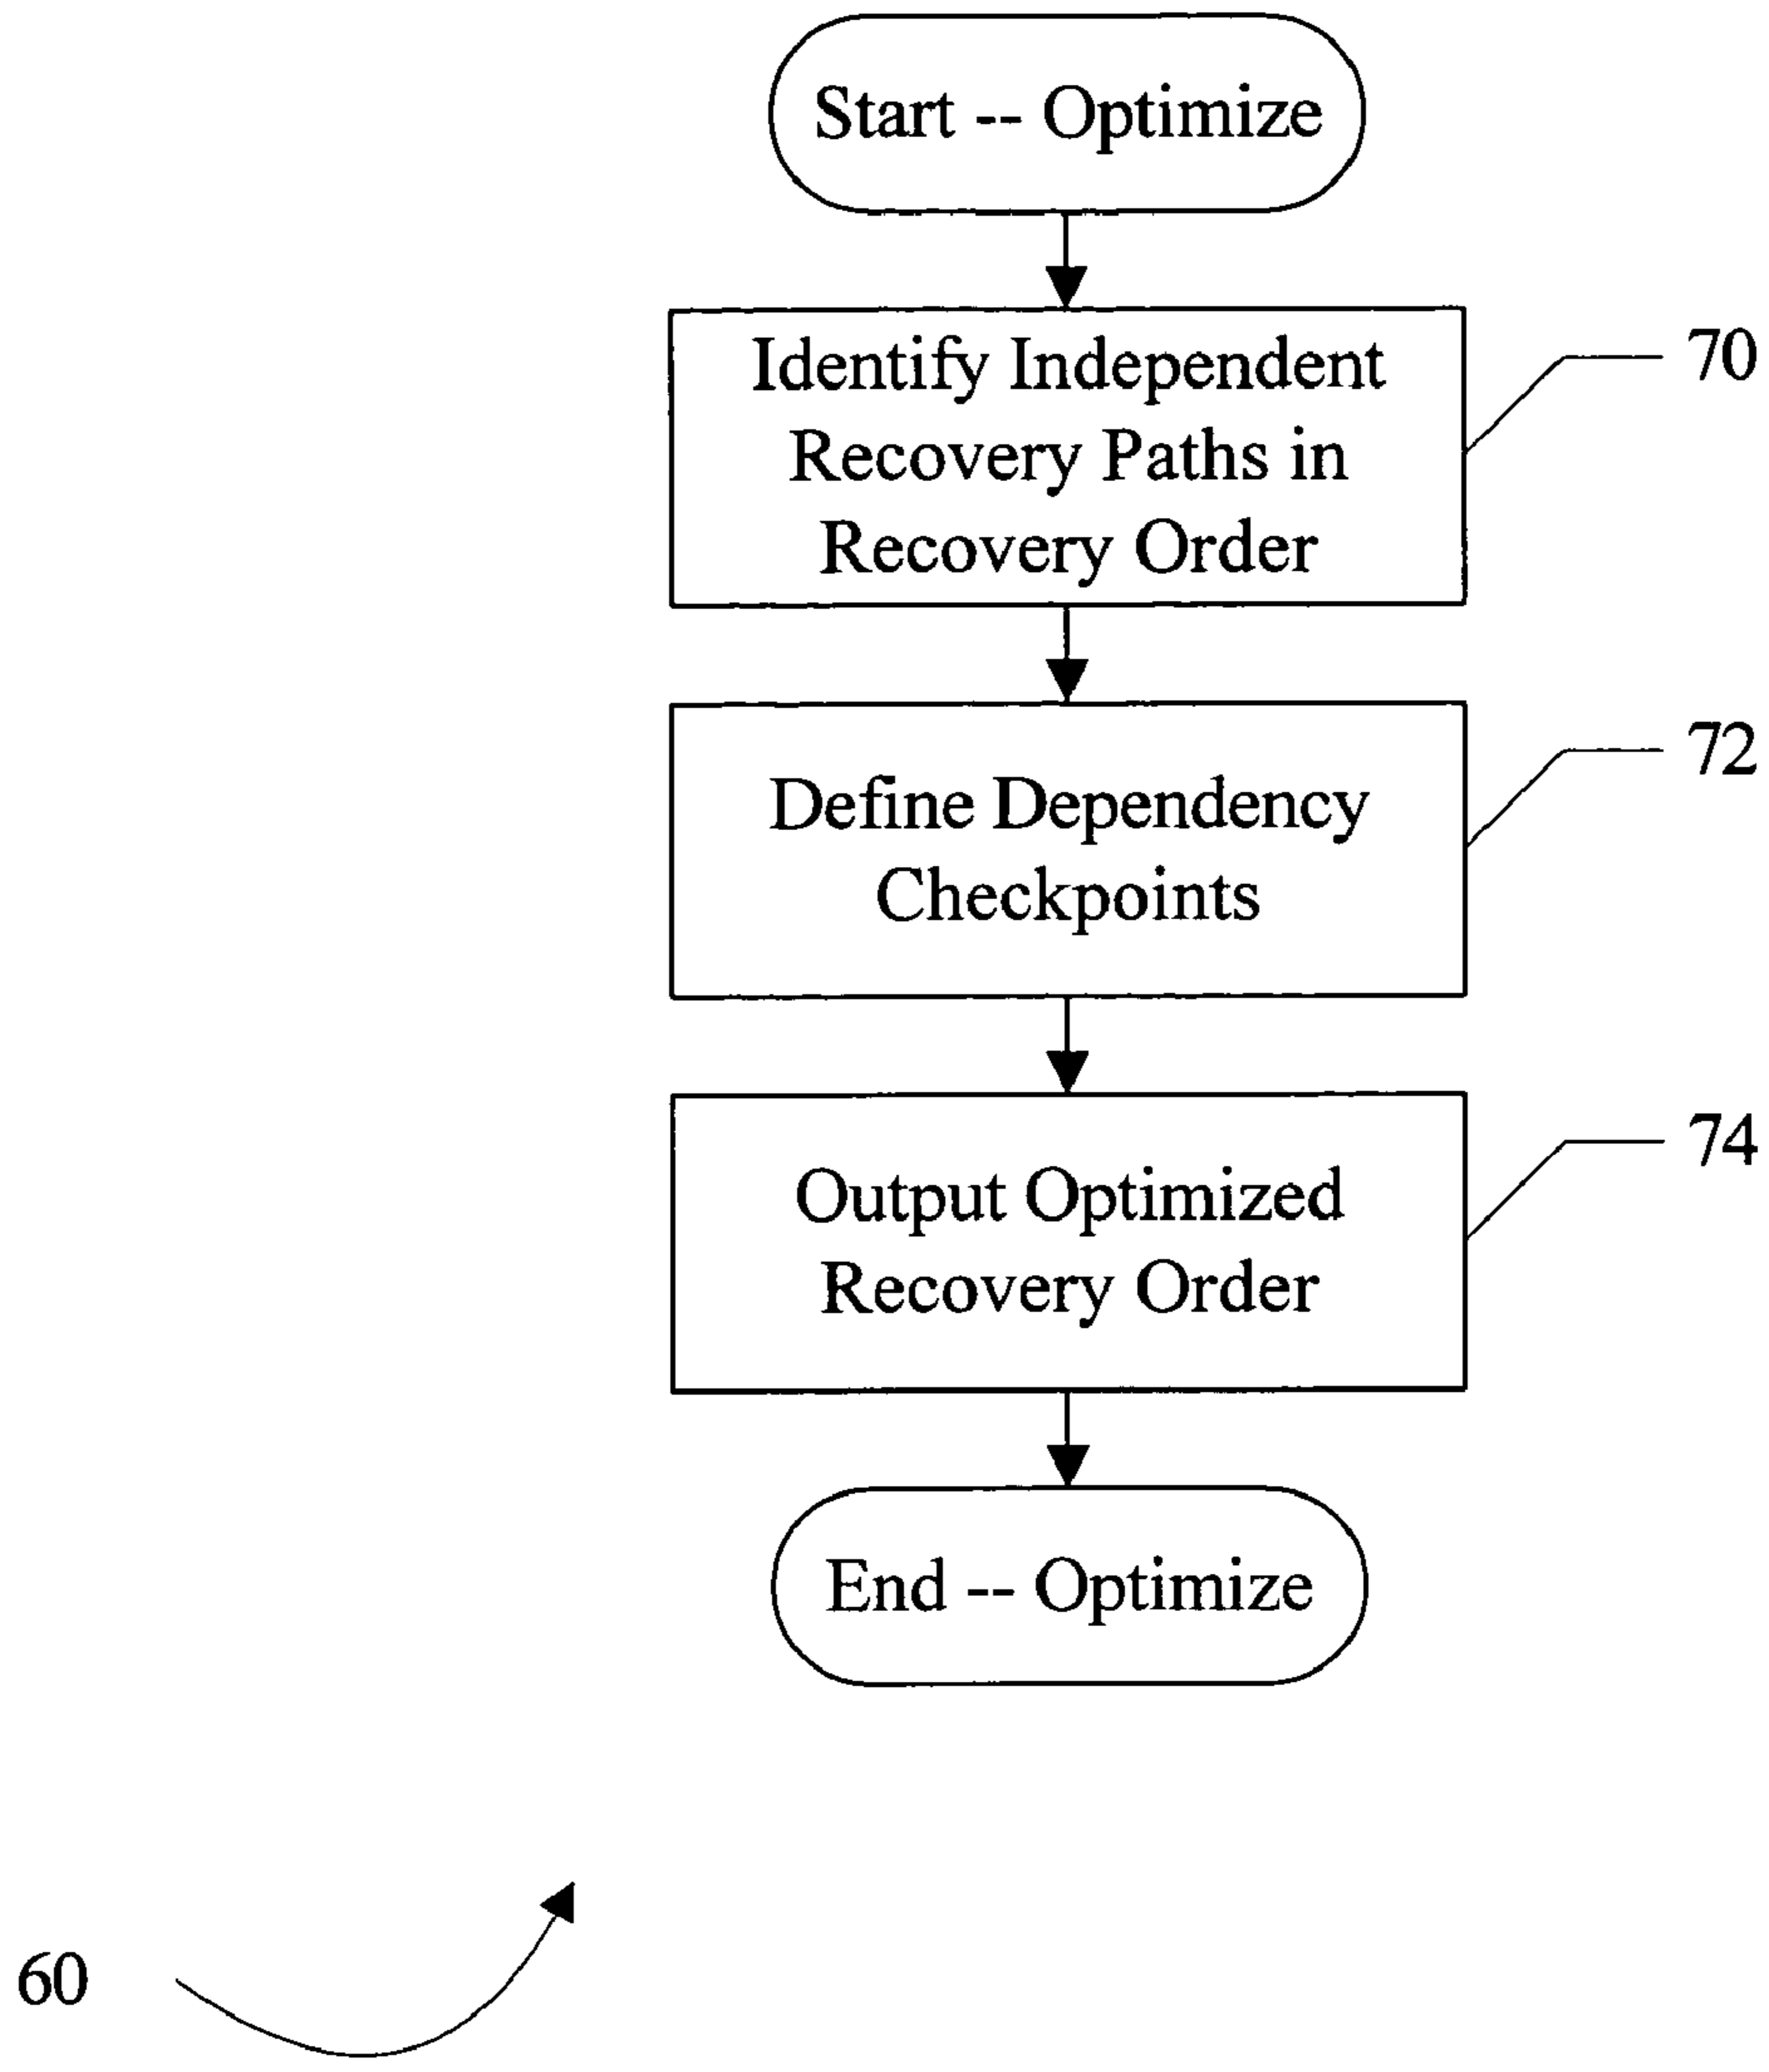 Start -- Optimize
Identify Independent
Recovery Paths in
Recovery Order
70
Define Dependency
Checkpoints
72
Output Optimized
Recovery Order
74
End -- Optimize
60